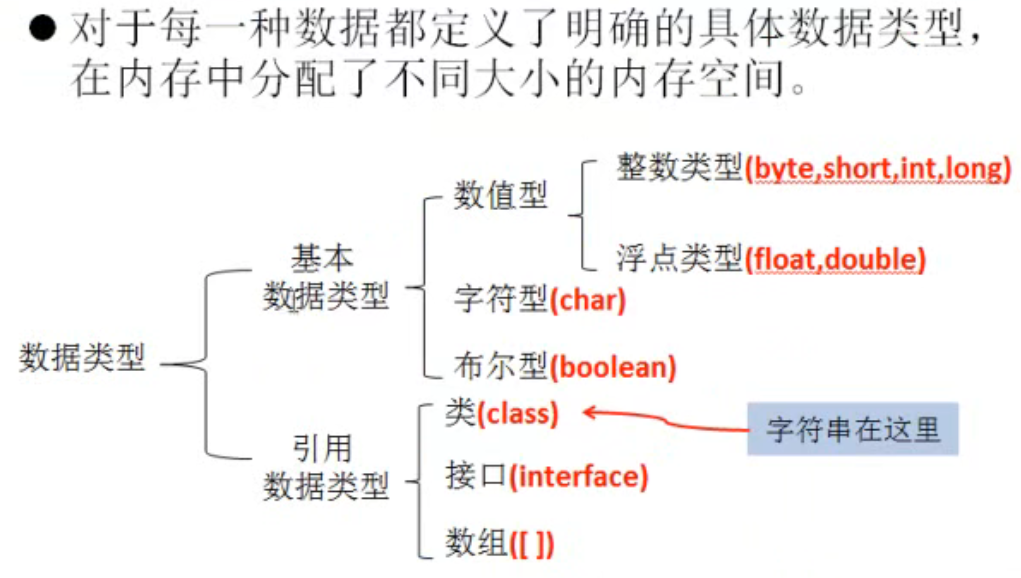 ●对于每一种数据都定义了明确的具体数据类型，
在内存中分配了不同大小的内存空间。
数据类型
基本
数据类型
数值型
整数类型(byte,short,int,long)
浮点类型(float,double)
字符型(char)
布尔型(boolean)
引用
数据类型
类(class)
字符串在这里
接口(interface)
数组([ ])